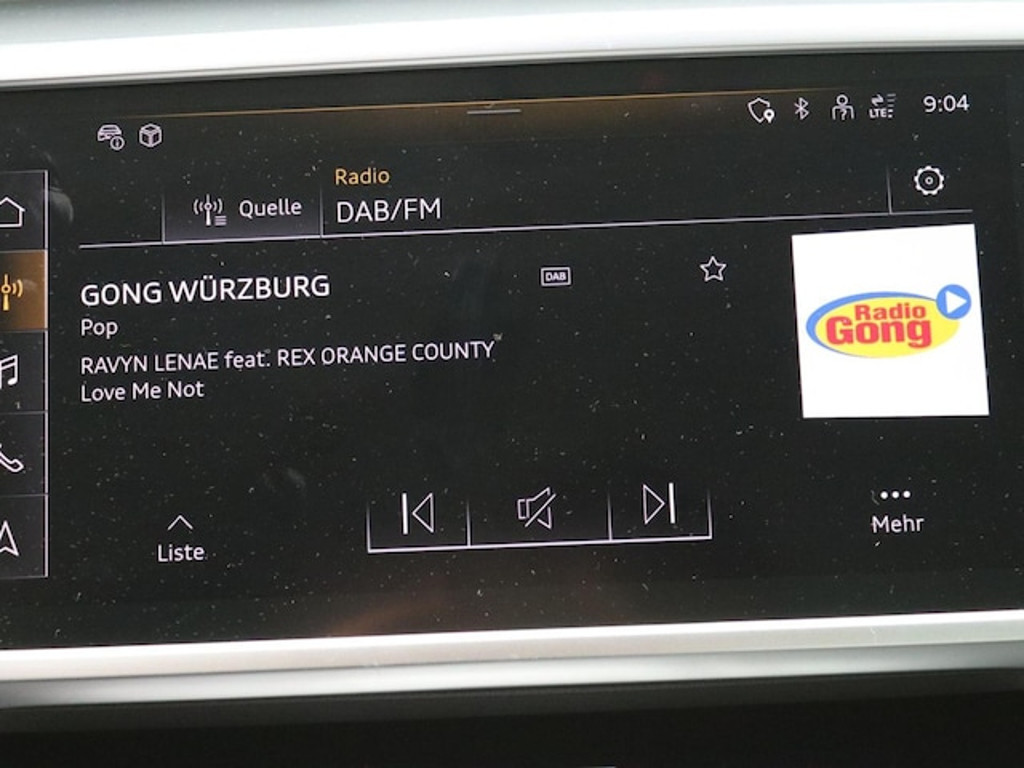 LTE
9:04
Quelle
Radio
DAB/FM
GONG WÜRZBURG
DAB
Pop
RAVYN LENAE feat. REX ORANGE COUNTY
Love Me Not
Radio
Gong
Liste
Mehr